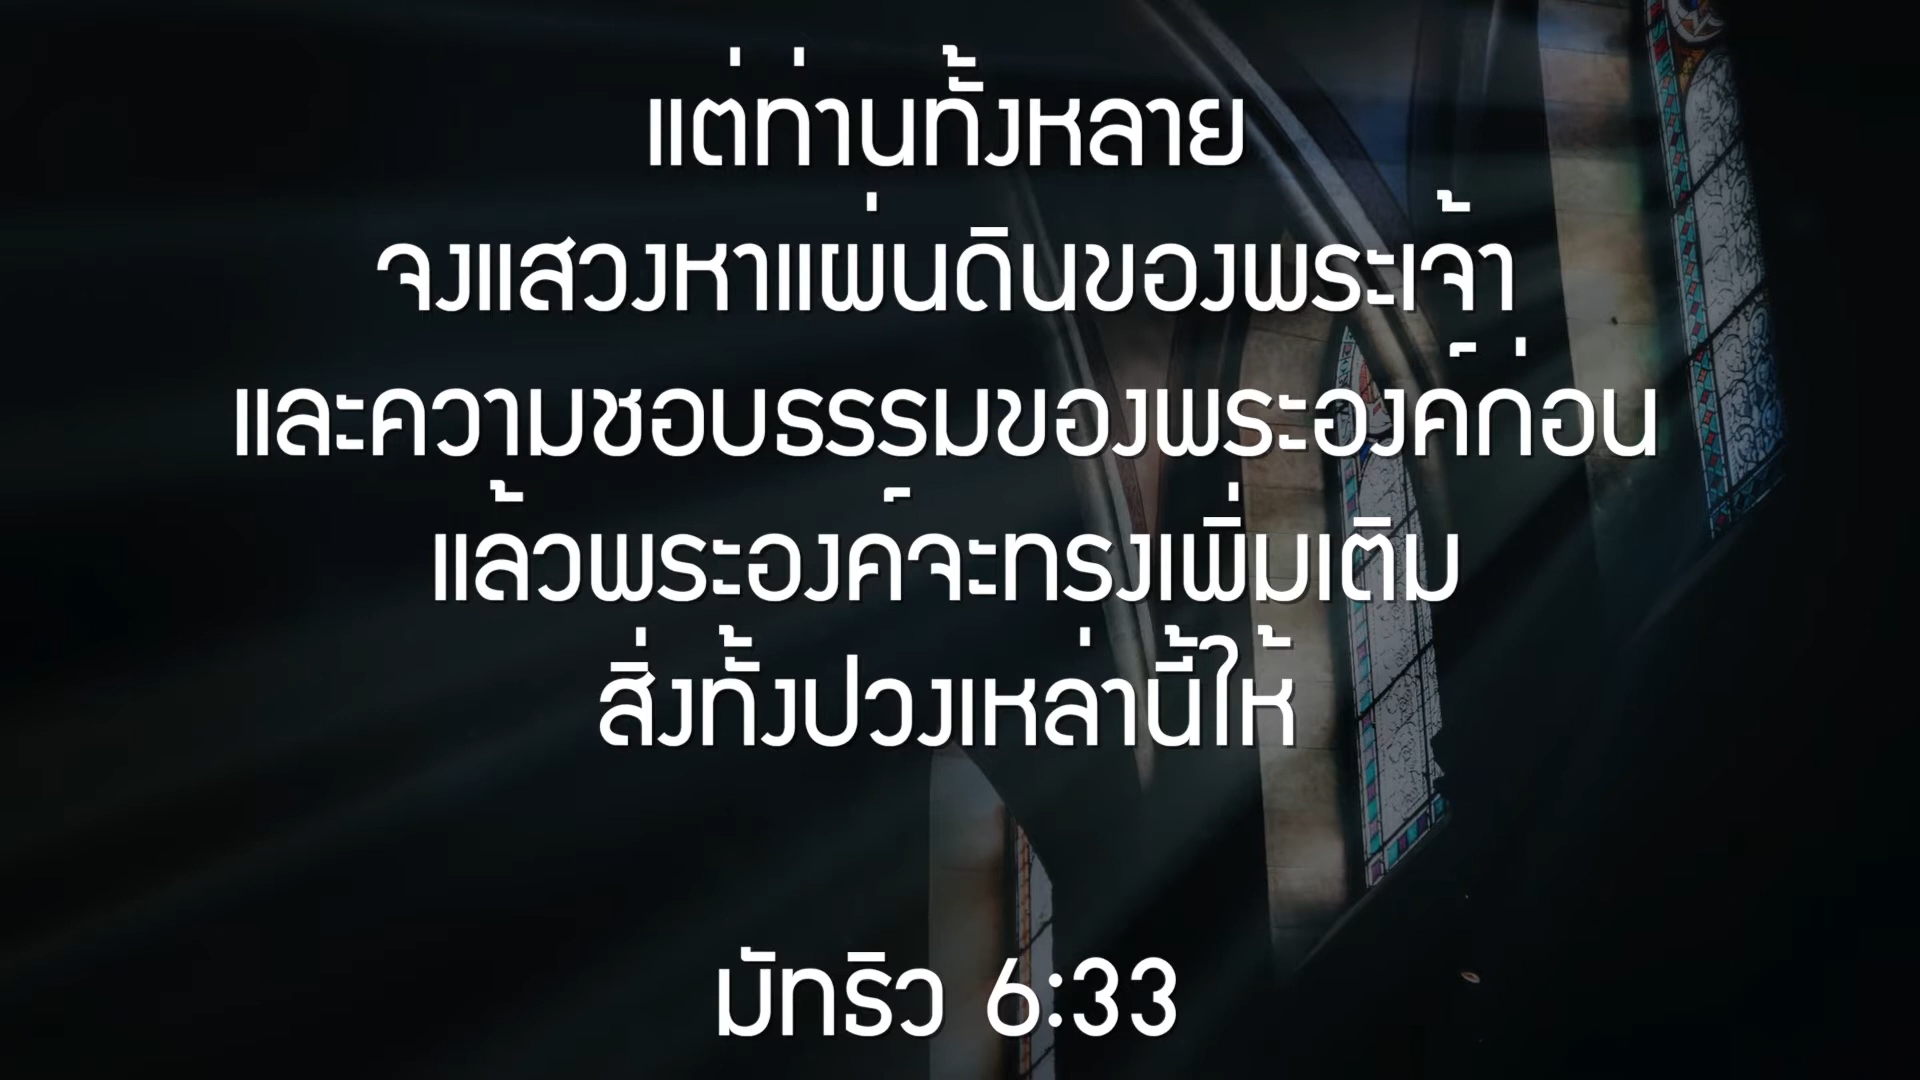 แต่ท่านทั้งหลาย
จงแสวงหาแผ่นดินของพระเจ้า
และความชอบธรรมของพระองค์ก่อน
แล้วพระองค์จะทรงเพิ่มเติม
สิ่งทั้งปวงเหล่านี้ให้
มัทธิว 6:33